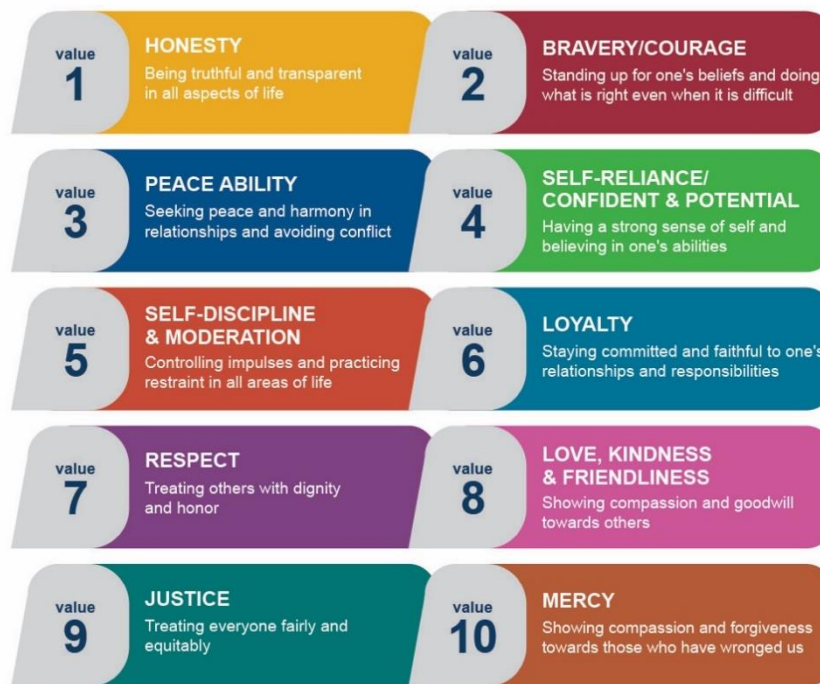 value
1
HONESTY
Being truthful and transparent
in all aspects of life
value
2
BRAVERY/COURAGE
Standing up for one's beliefs and doing
what is right even when it is difficult
value
3
PEACE ABILITY
Seeking peace and harmony in
relationships and avoiding conflict
value
4
SELF-RELIANCE/
CONFIDENT & POTENTIAL
Having a strong sense of self and
believing in one's abilities
value
5
SELF-DISCIPLINE
& MODERATION
Controlling impulses and practicing
restraint in all areas of life
value
6
LOYALTY
Staying committed and faithful to one's
relationships and responsibilities
value
7
RESPECT
Treating others with dignity
and honor
value
8
LOVE, KINDNESS
& FRIENDLINESS
Showing compassion and goodwill
towards others
value
9
JUSTICE
Treating everyone fairly and
equitably
value
10
MERCY
Showing compassion and forgiveness
towards those who have wronged us